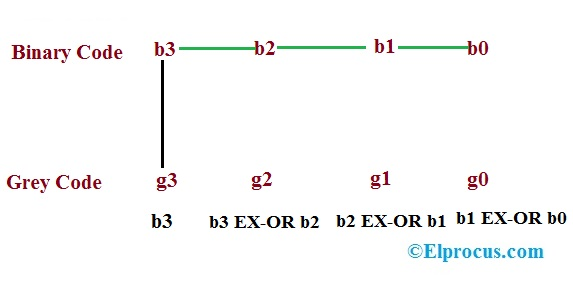 Binary Code b3 b2 b1 b0
Grey Code g3 g2 g1 g0
b3 b3 EX-OR b2 b2 EX-OR b1 b1 EX-OR b0
©Elprocus.com